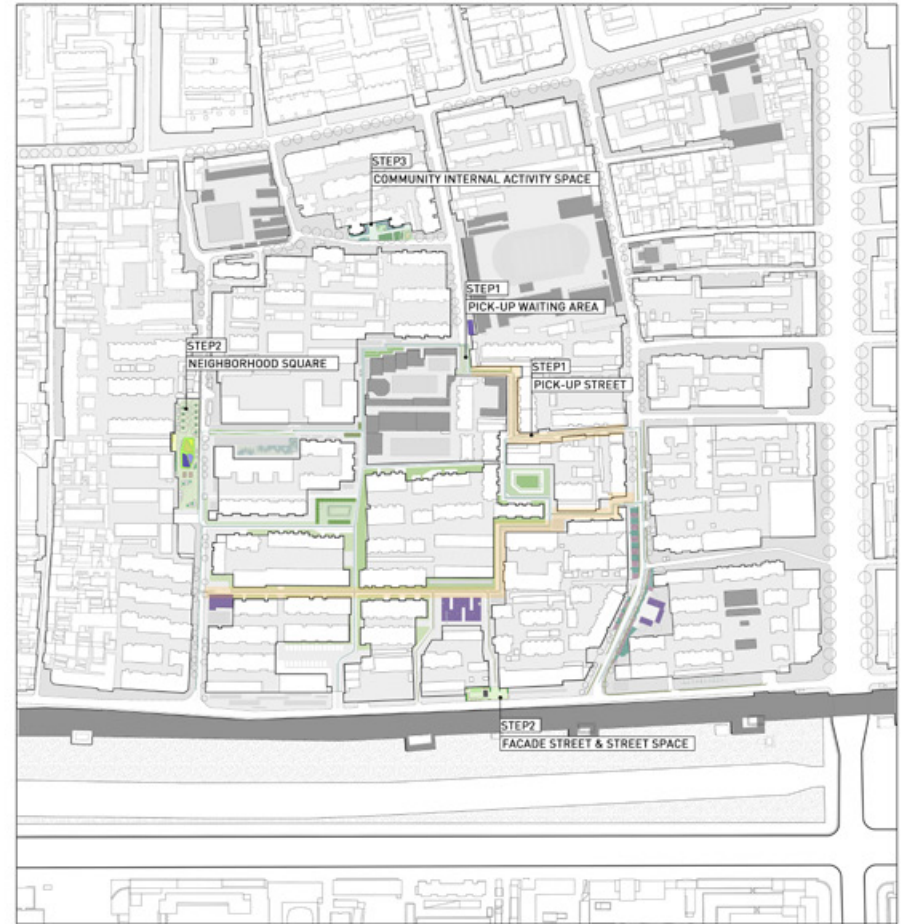 STEP3
COMMUNITY INTERNAL ACTIVITY SPACE
STEP1
PICK-UP WAITING AREA
STEP2
NEIGHBORHOOD SQUARE
STEP1
PICK-UP STREET
STEP2
FACADE STREET & STREET SPACE